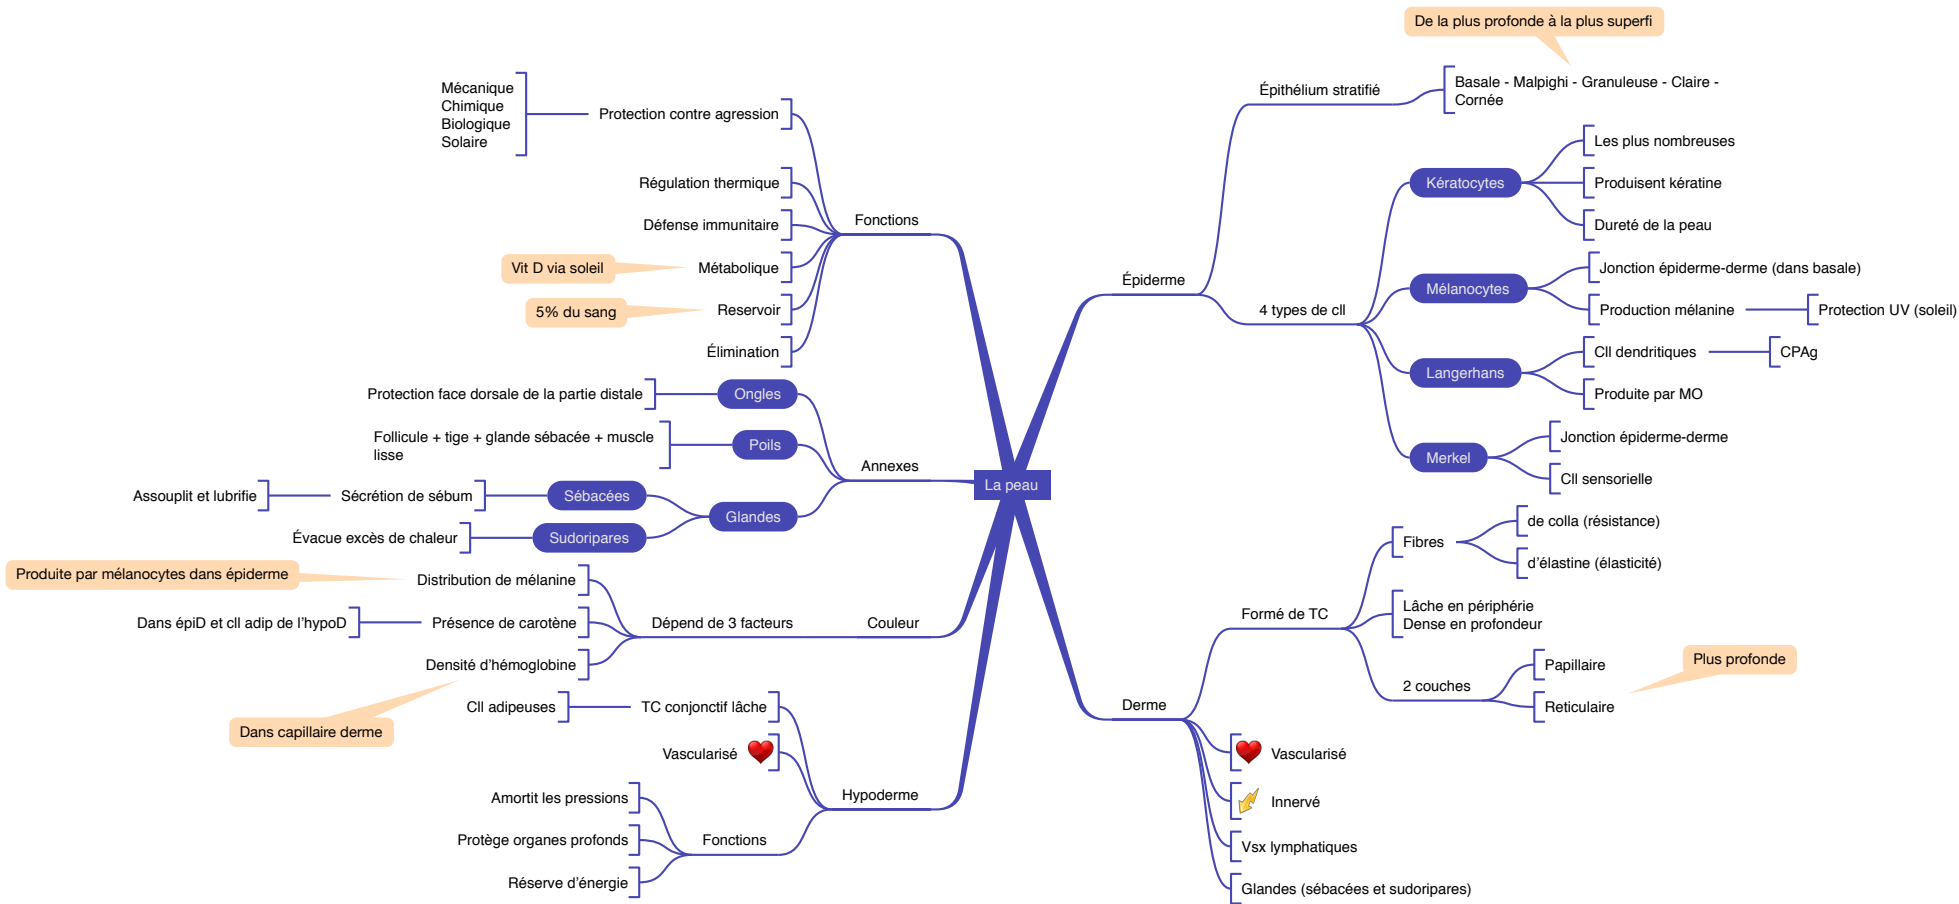 La peau
Fonctions
Protection contre agression
Mécanique
Chimique
Biologique
Solaire
Régulation thermique
Défense immunitaire
Métabolique
Vit D via soleil
Reservoir
5% du sang
Élimination
Annexes
Ongles
Protection face dorsale de la partie distale
Poils
Follicule + tige + glande sébacée + muscle
lisse
Glandes
Sébacées
Sécrétion de sébum
Assouplit et lubrifie
Sudoripares
Évacue excès de chaleur
Couleur
Dépend de 3 facteurs
Distribution de mélanine
Produite par mélanocytes dans épiderme
Présence de carotène
Dans épiD et cll adip de l’hypoD
Densité d’hémoglobine
Dans capillaire derme
Hypoderme
TC conjonctif lâche
Cll adipeuses
Vascularisé
Fonctions
Amortit les pressions
Protège organes profonds
Réserve d’énergie
Épiderme
Épithélium stratifié
De la plus profonde à la plus superfi
Basale - Malpighi - Granuleuse - Claire -
Cornée
4 types de cll
Kératocytes
Les plus nombreuses
Produisent kératine
Dureté de la peau
Mélanocytes
Jonction épiderme-derme (dans basale)
Production mélanine
Protection UV (soleil)
Langerhans
Cll dendritiques
CPAg
Produite par MO
Merkel
Jonction épiderme-derme
Cll sensorielle
Derme
Formé de TC
Fibres
de colla (résistance)
d’élastine (élasticité)
Lâche en périphérie
Dense en profondeur
2 couches
Papillaire
Reticulaire
Plus profonde
Vascularisé
Innervé
Vsx lymphatiques
Glandes (sébacées et sudoripares)